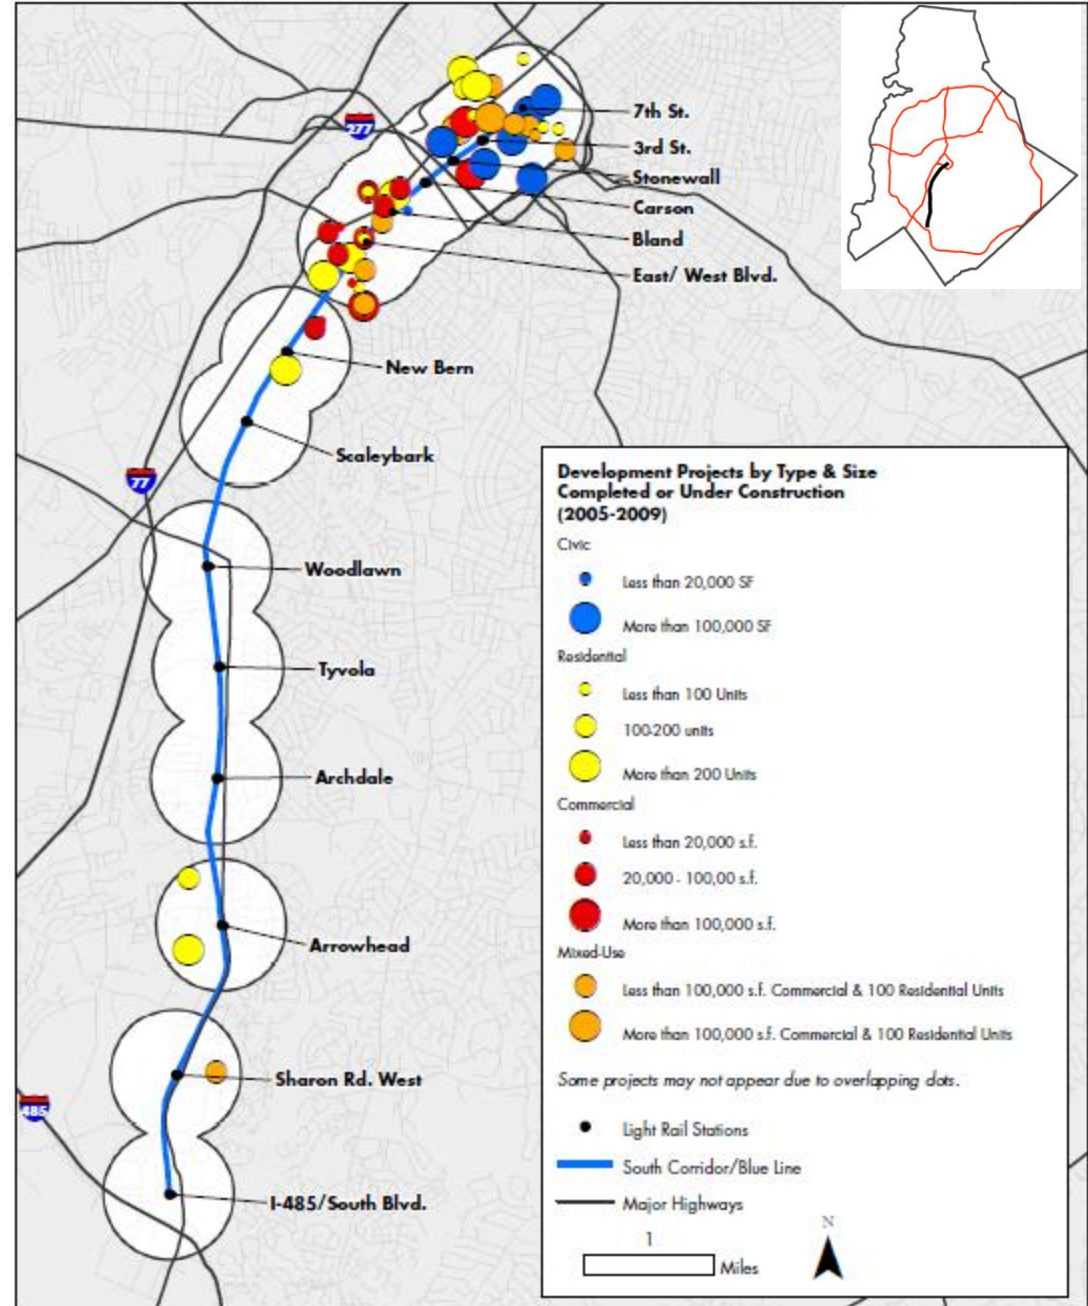 277
7th St.
3rd St.
Stonewall
Carson
Bland
East/ West Blvd.
New Bern
Scaleybark
77
Woodlawn
Tyvola
Archdale
Arrowhead
Sharon Rd. West
485
I-485/South Blvd.
Development Projects by Type & Size
Completed or Under Construction
(2005-2009)
Civic
Less than 20,000 SF
More than 100,000 SF
Residential
Less than 100 Units
100-200 units
More than 200 Units
Commercial
Less than 20,000 s.f.
20,000 - 100,00 s.f.
More than 100,000 s.f.
Mixed-Use
Less than 100,000 s.f. Commercial & 100 Residential Units
More than 100,000 s.f. Commercial & 100 Residential Units
Some projects may not appear due to overlapping dots.
Light Rail Stations
South Corridor/Blue Line
Major Highways
N
1
Miles